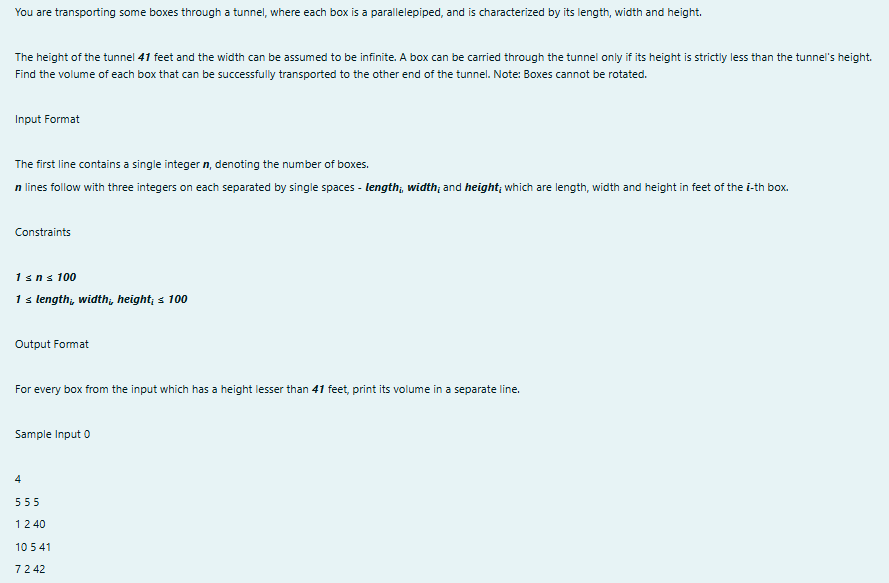 You are transporting some boxes through a tunnel, where each box is a parallelepiped, and is characterized by its length, width and height.
The height of the tunnel 41 feet and the width can be assumed to be infinite. A box can be carried through the tunnel only if its height is strictly less than the tunnel's height.
Find the volume of each box that can be successfully transported to the other end of the tunnel. Note: Boxes cannot be rotated.
Input Format
The first line contains a single integer n, denoting the number of boxes.
n lines follow with three integers on each separated by single spaces - lengthᵢ, widthᵢ and heightᵢ which are length, width and height in feet of the i-th box.
Constraints
1 ≤ n ≤ 100
1 ≤ lengthᵢ, widthᵢ, heightᵢ ≤ 100
Output Format
For every box from the input which has a height lesser than 41 feet, print its volume in a separate line.
Sample Input 0
4
5 5 5
1 2 40
10 5 41
7 2 42